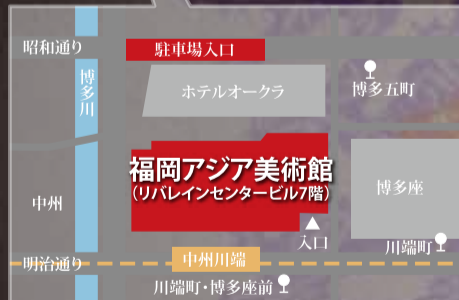 昭和通り
駐車場入口
博多川
ホテルオークラ
博多五町
福岡アジア美術館
(リバレインセンタービル7階)
中州
博多座
入口
川端町
明治通り
中州川端
川端町・博多座前